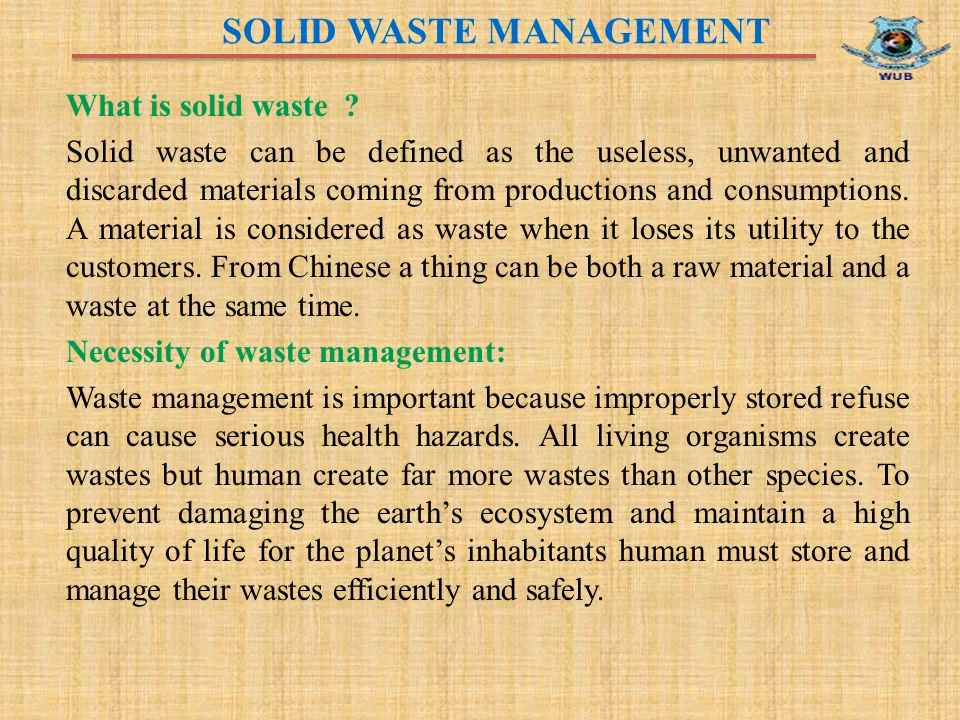 SOLID WASTE MANAGEMENT
WUB
What is solid waste ?
Solid waste can be defined as the useless, unwanted and
discarded materials coming from productions and consumptions.
A material is considered as waste when it loses its utility to the
customers. From Chinese a thing can be both a raw material and a
waste at the same time.
Necessity of waste management:
Waste management is important because improperly stored refuse
can cause serious health hazards. All living organisms create
wastes but human create far more wastes than other species. To
prevent damaging the earth’s ecosystem and maintain a high
quality of life for the planet’s inhabitants human must store and
manage their wastes efficiently and safely.